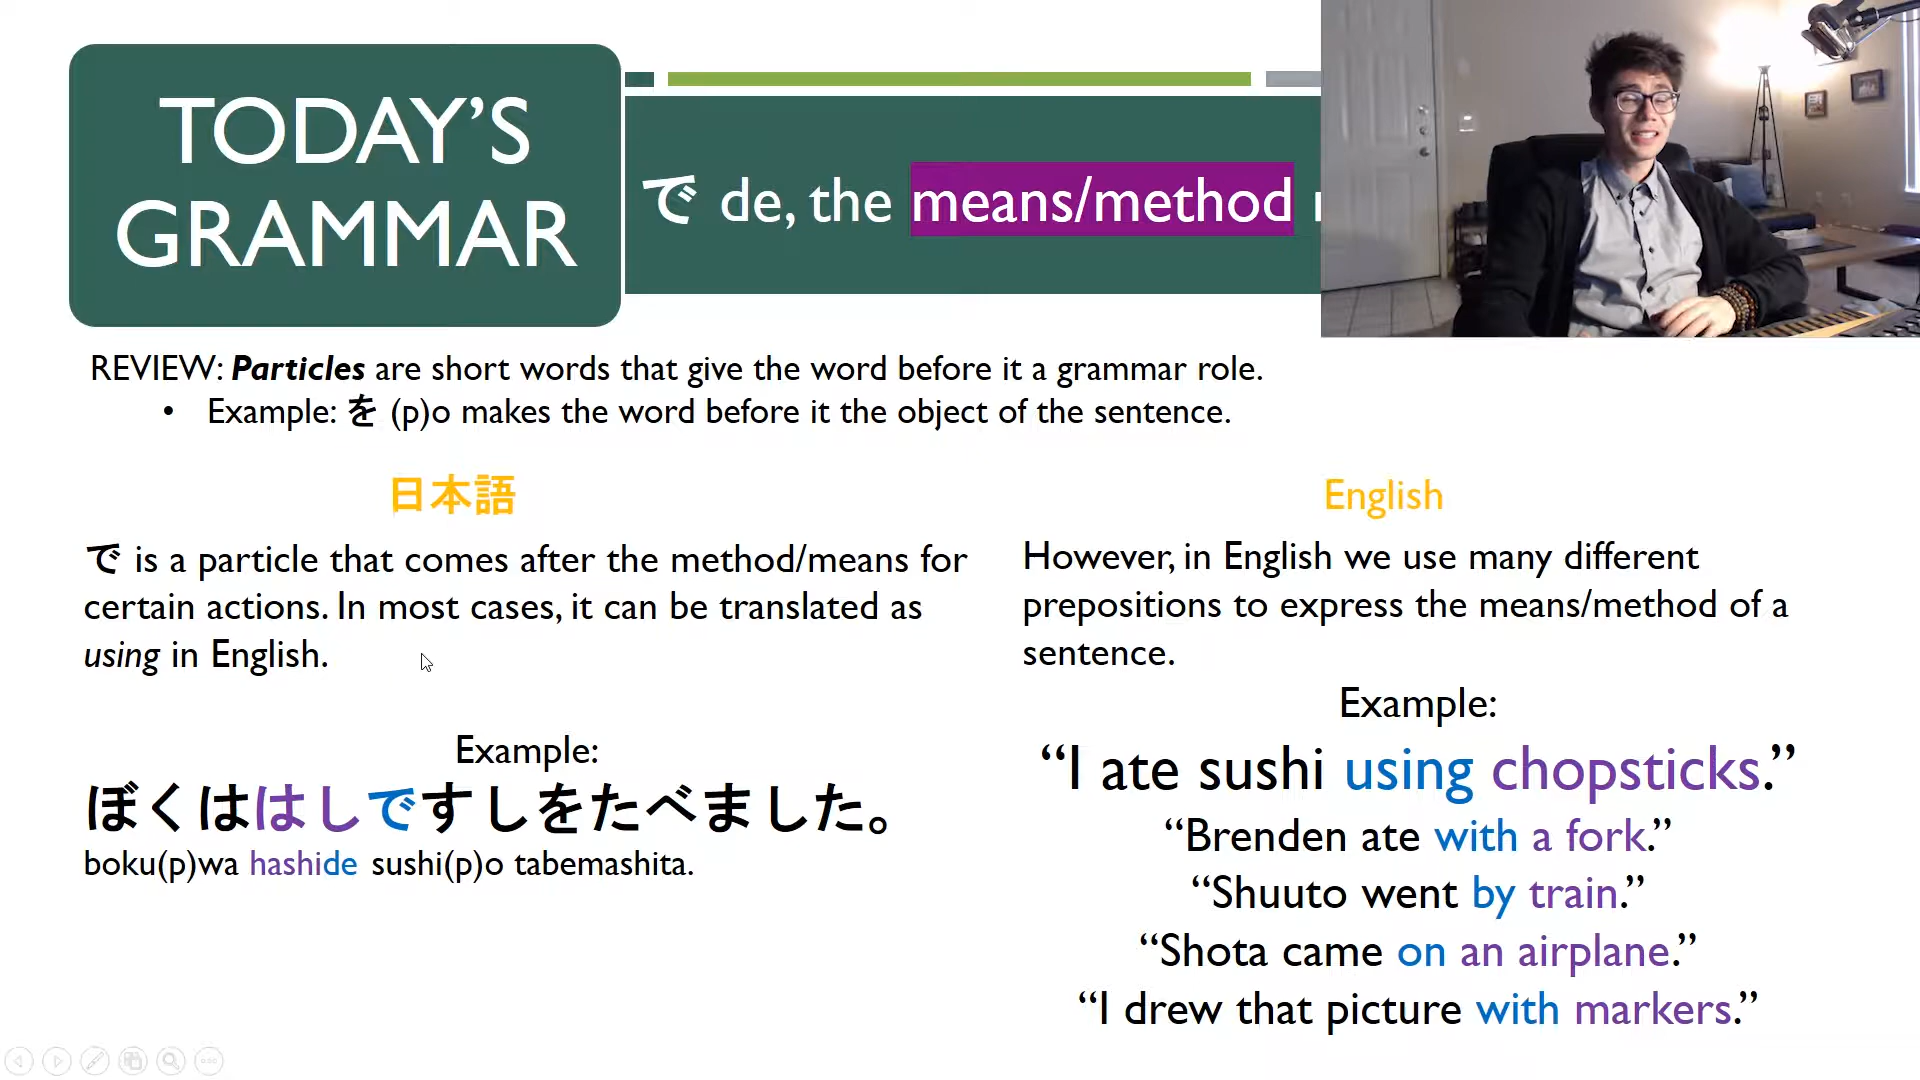 TODAY'S
GRAMMAR
で de, the means/method
REVIEW: Particles are short words that give the word before it a grammar role.
• Example: を (p)o makes the word before it the object of the sentence.
日本語
で is a particle that comes after the method/means for
certain actions. In most cases, it can be translated as
using in English.
Example:
ぼくははしですしをたべました。
boku(p)wa hashide sushi(p)o tabemashita.
English
However, in English we use many different
prepositions to express the means/method of a
sentence.
Example:
“I ate sushi using chopsticks.”
“Brenden ate with a fork.”
“Shuuto went by train.”
“Shota came on an airplane.”
“I drew that picture with markers.”